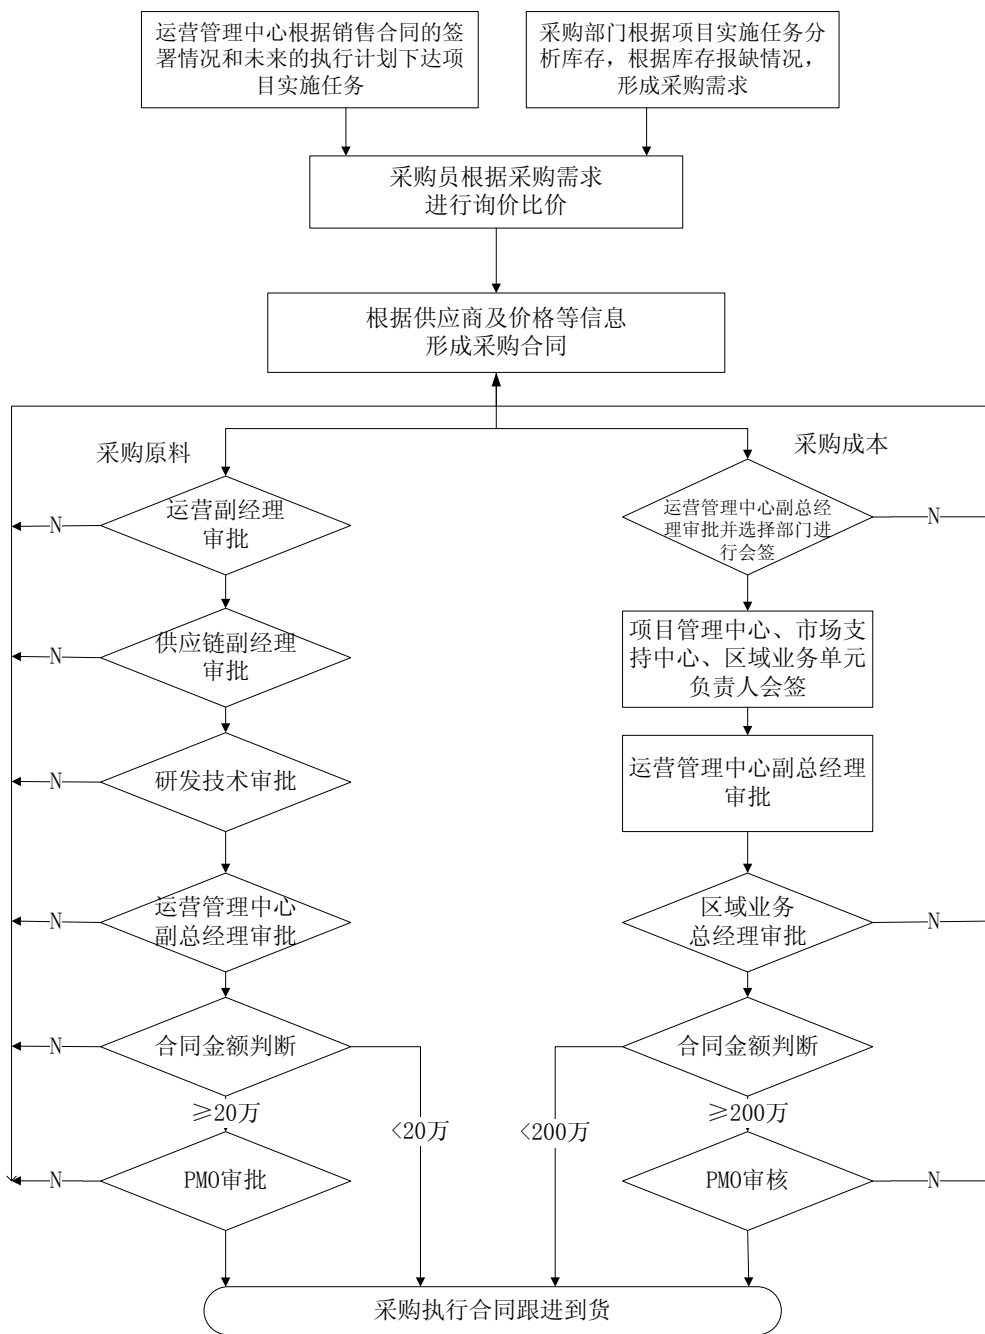 运营管理中心根据销售合同的签
署情况和未来的执行计划下达项
目实施任务
采购部门根据项目实施任务分
析库存，根据库存报缺情况，
形成采购需求
采购员根据采购需求
进行询价比价
根据供应商及价格等信息
形成采购合同
采购原料
采购成本
运营副经理
审批
N
运营管理中心副总经
理审批并选择部门进
行会签
N
供应链副经理
审批
N
项目管理中心、市场支
持中心、区域业务单元
负责人会签
研发技术审批
N
运营管理中心副总经理
审批
运营管理中心
副总经理审批
N
区域业务
总经理审批
N
合同金额判断
N
合同金额判断
≥20万
<20万
<200万
≥200万
PMO审批
N
PMO审核
N
采购执行合同跟进到货